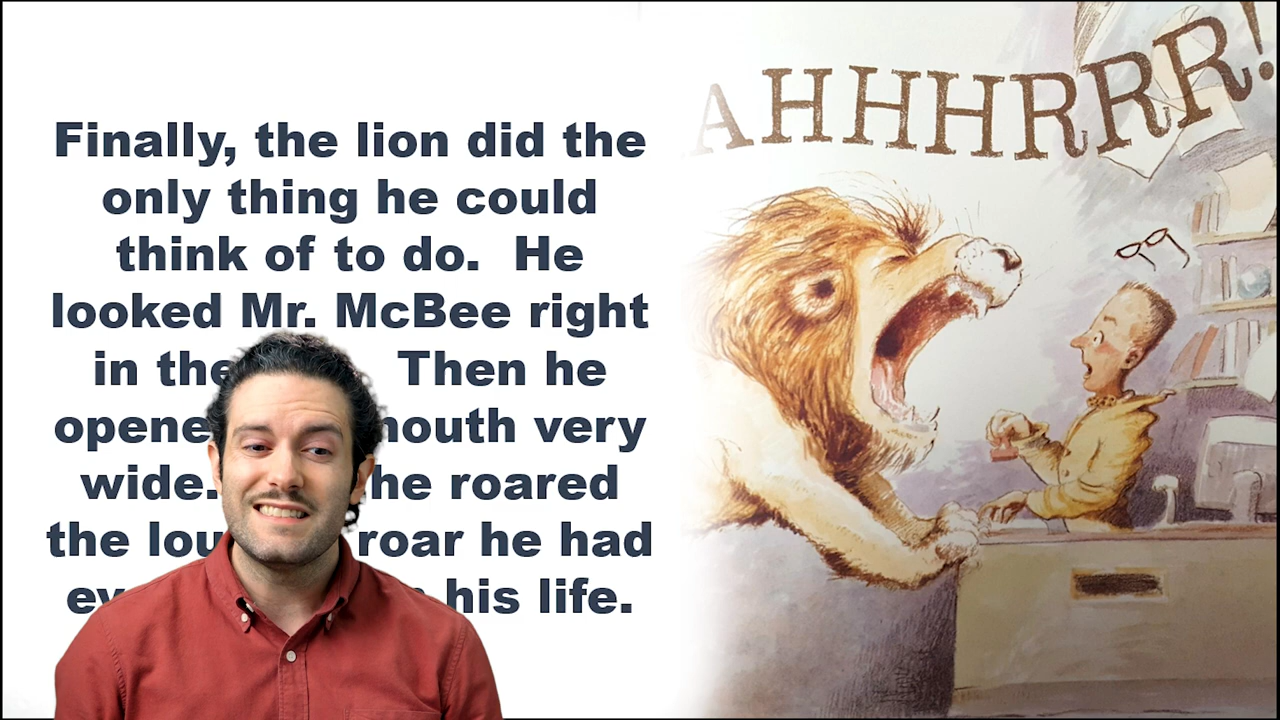 Finally, the lion did the
only thing he could
think of to do. He
looked Mr. McBee right
in the Then he
opene mouth very
wide. he roared
the lou roar he had
ev his life.
AHHHRRR!